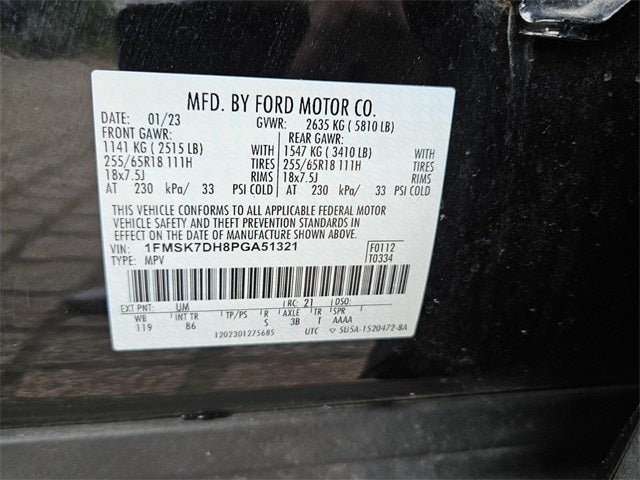 MFD. BY FORD MOTOR CO.
DATE: 01/23 GVWR: 2635 KG ( 5810 LB)
FRONT GAWR: REAR GAWR:
1141 KG ( 2515 LB) WITH 1547 KG ( 3410 LB) WITH
255/65R18 111H TIRES 255/65R18 111H TIRES
18x7.5J RIMS 18x7.5J RIMS
AT 230 kPa/ 33 PSI COLD AT 230 kPa/ 33 PSI COLD
THIS VEHICLE CONFORMS TO ALL APPLICABLE FEDERAL MOTOR
VEHICLE SAFETY AND THEFT PREVENTION STANDARDS IN
EFFECT ON THE DATE OF MANUFACTURE SHOWN ABOVE.
VIN: 1FMSK7DH8PGA51321 F0112
TYPE: MPV T0334
EXT PNT: UM RC: 21 DSO:
WB INT TR TP/PS R AXLE TR SPR
119 B6 5 3B T AAAA
120230127568S UTC ▽ 5U5A-1520472-BA